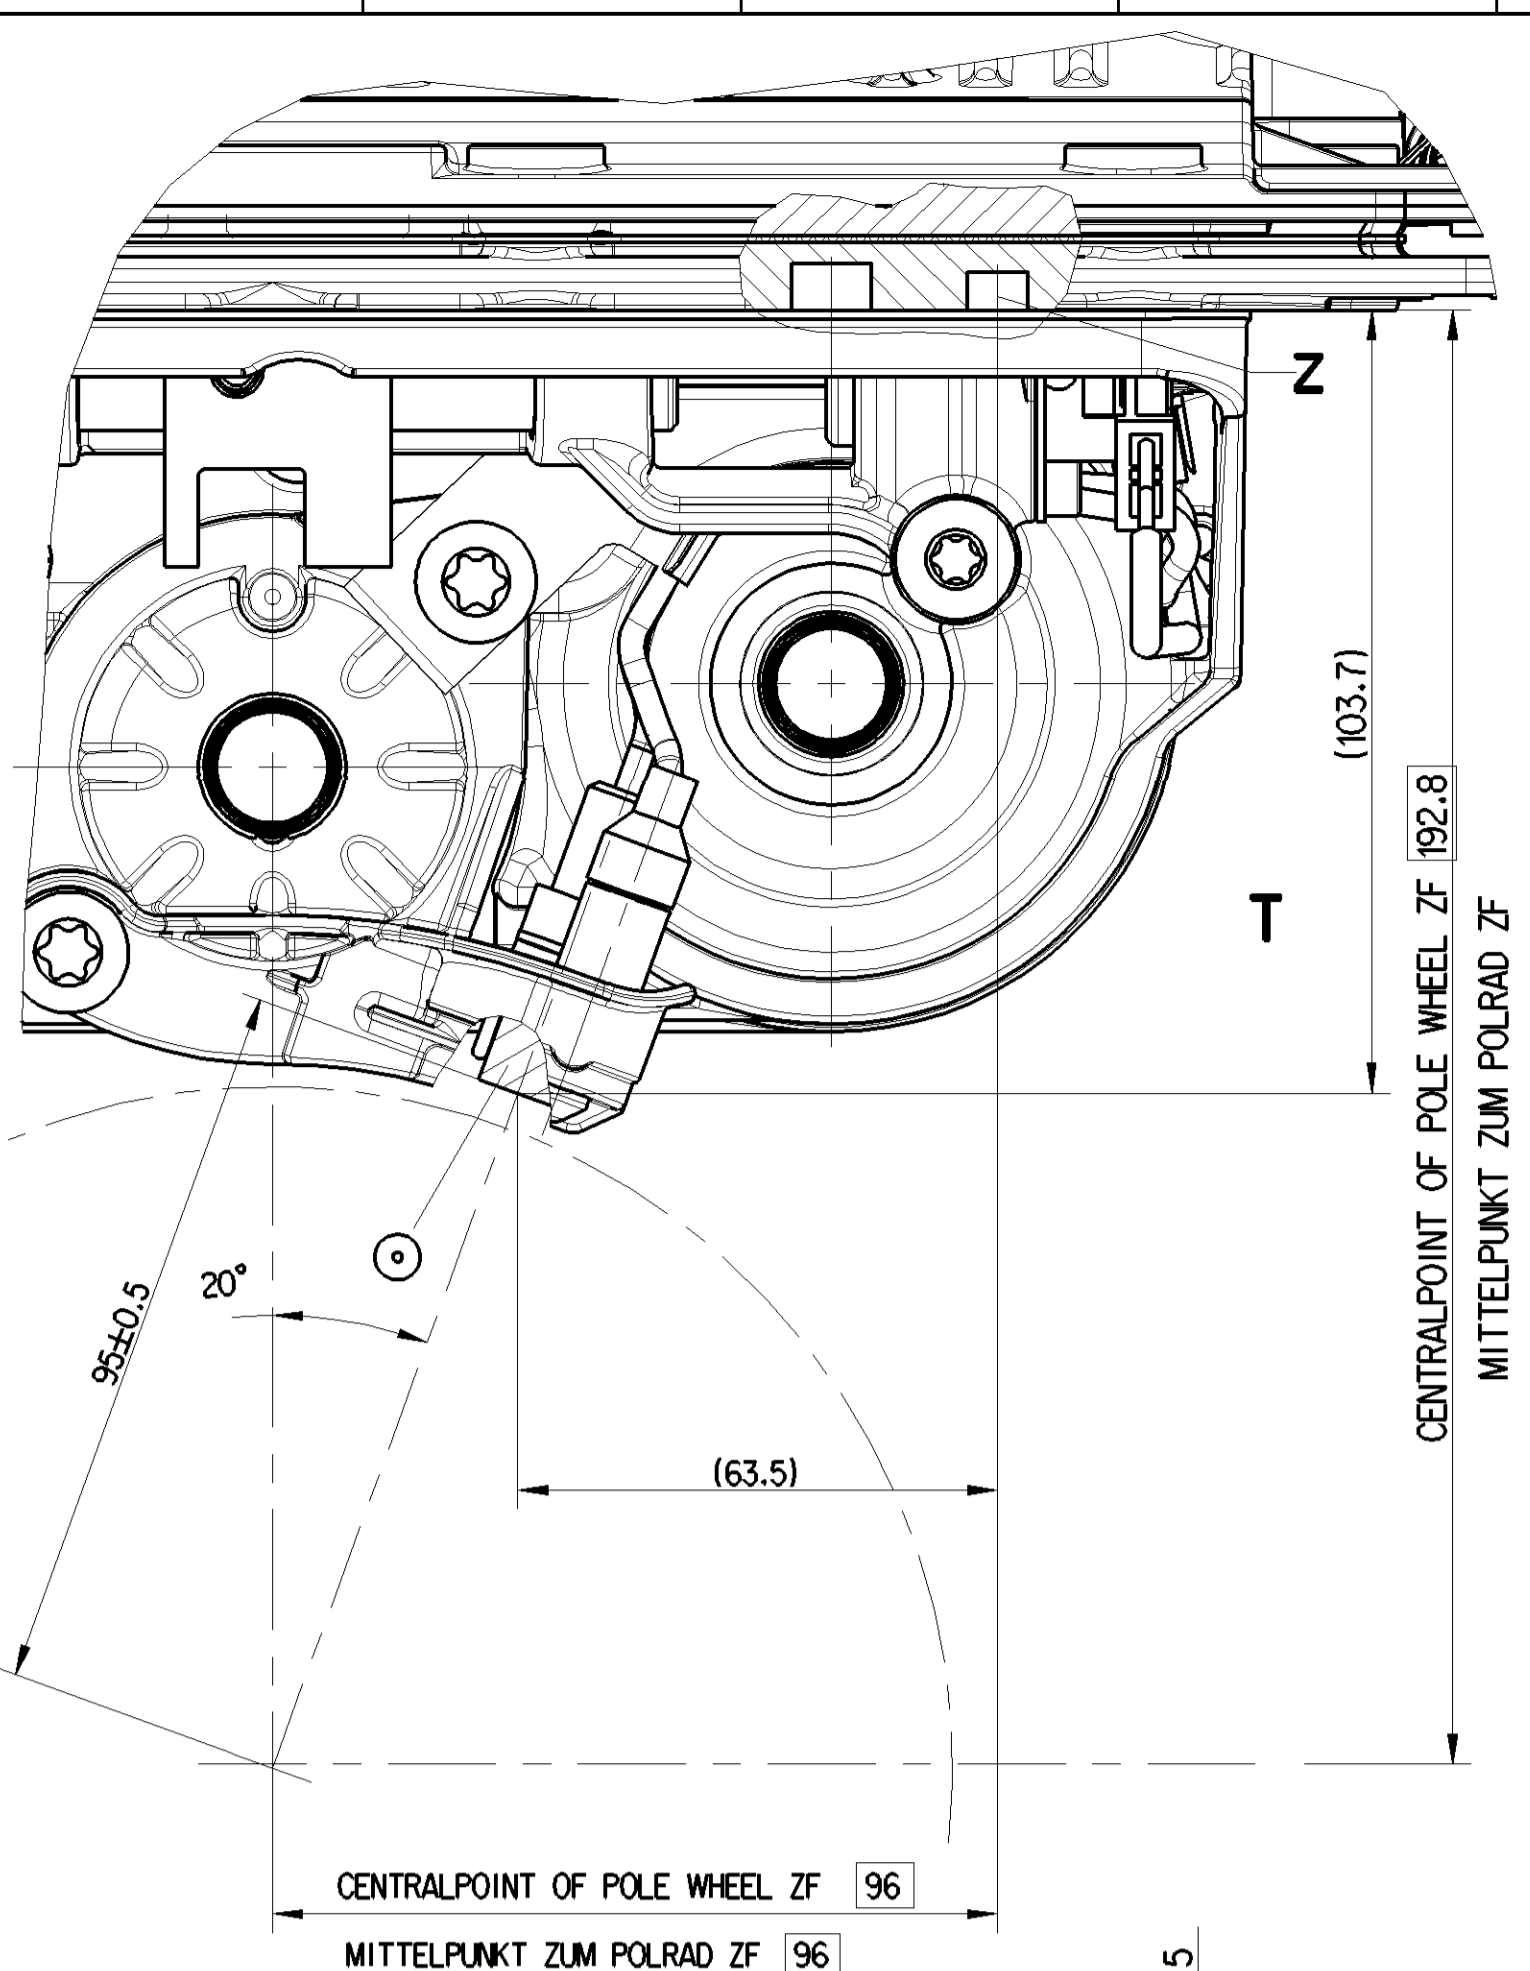 Z
(103.7)
CENTRALPOINT OF POLE WHEEL ZF 192.8
MITTELPUNKT ZUM POLRAD ZF
T
20°
95±0.5
(63.5)
CENTRALPOINT OF POLE WHEEL ZF 96
MITTELPUNKT ZUM POLRAD ZF 96
5